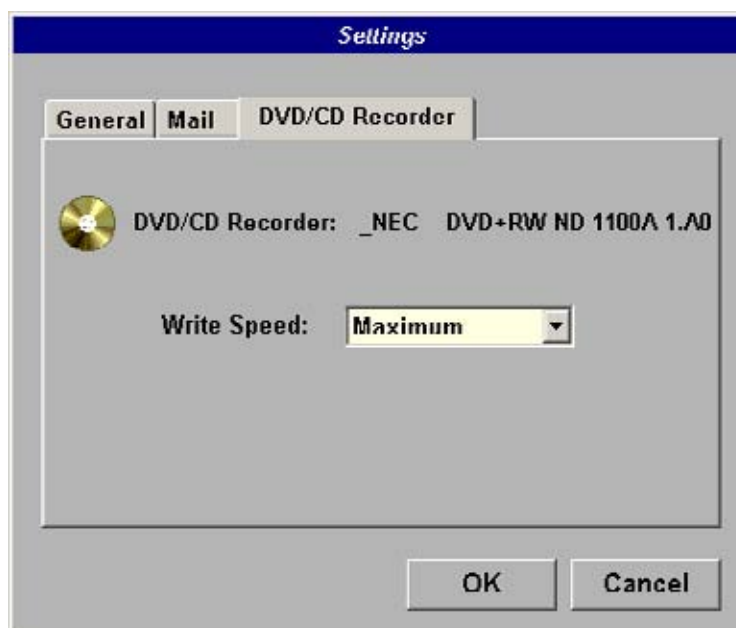 Settings
General Mail DVD/CD Recorder
DVD/CD Recorder: _NEC DVD+RW ND 1100A 1.A0
Write Speed: Maximum
OK Cancel